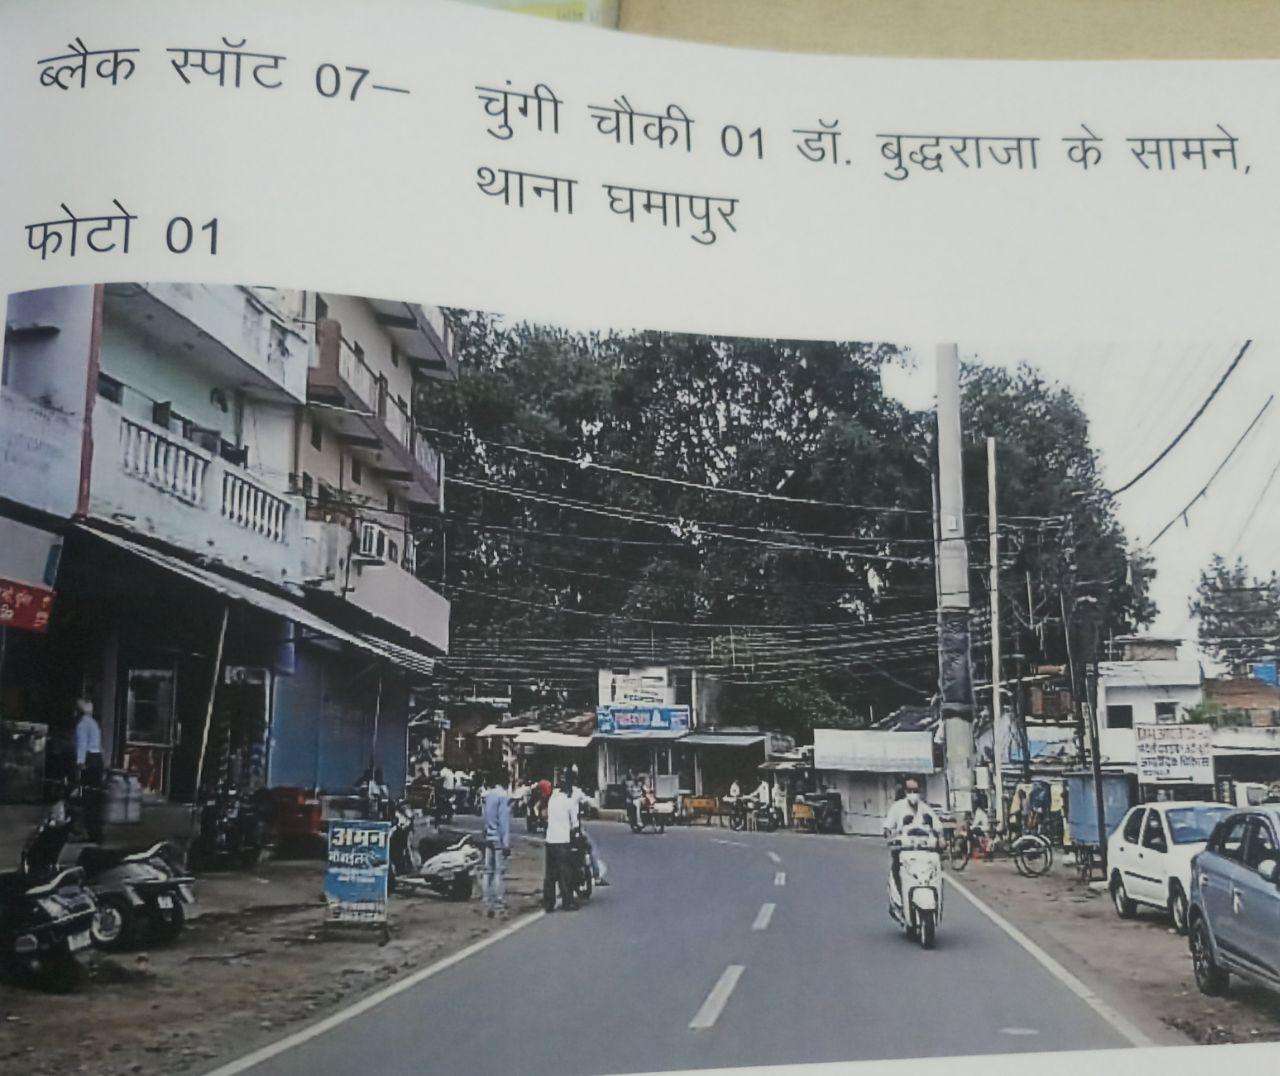 ब्लैक स्पॉट 07– चुंगी चौकी 01 डॉ. बुद्धराजा के सामने,
थाना घमापुर
फोटो 01
अमन